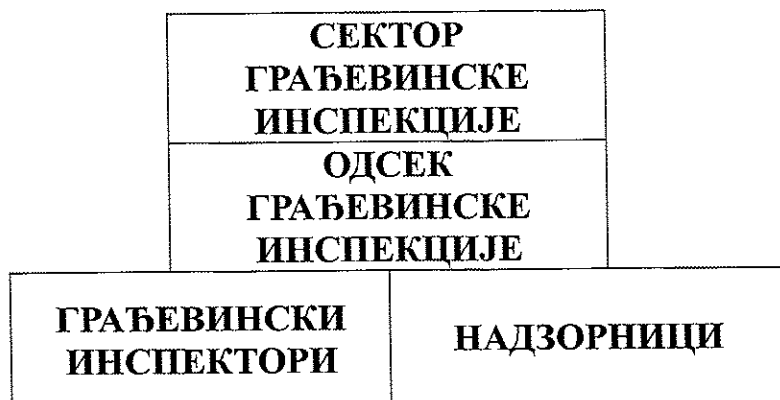 СЕКТОР
ГРАЂЕВИНСКЕ
ИНСПЕКЦИЈЕ
ОДСЕК
ГРАЂЕВИНСКЕ
ИНСПЕКЦИЈЕ
ГРАЂЕВИНСКИ
ИНСПЕКТОРИ
НАДЗОРНИЦИ